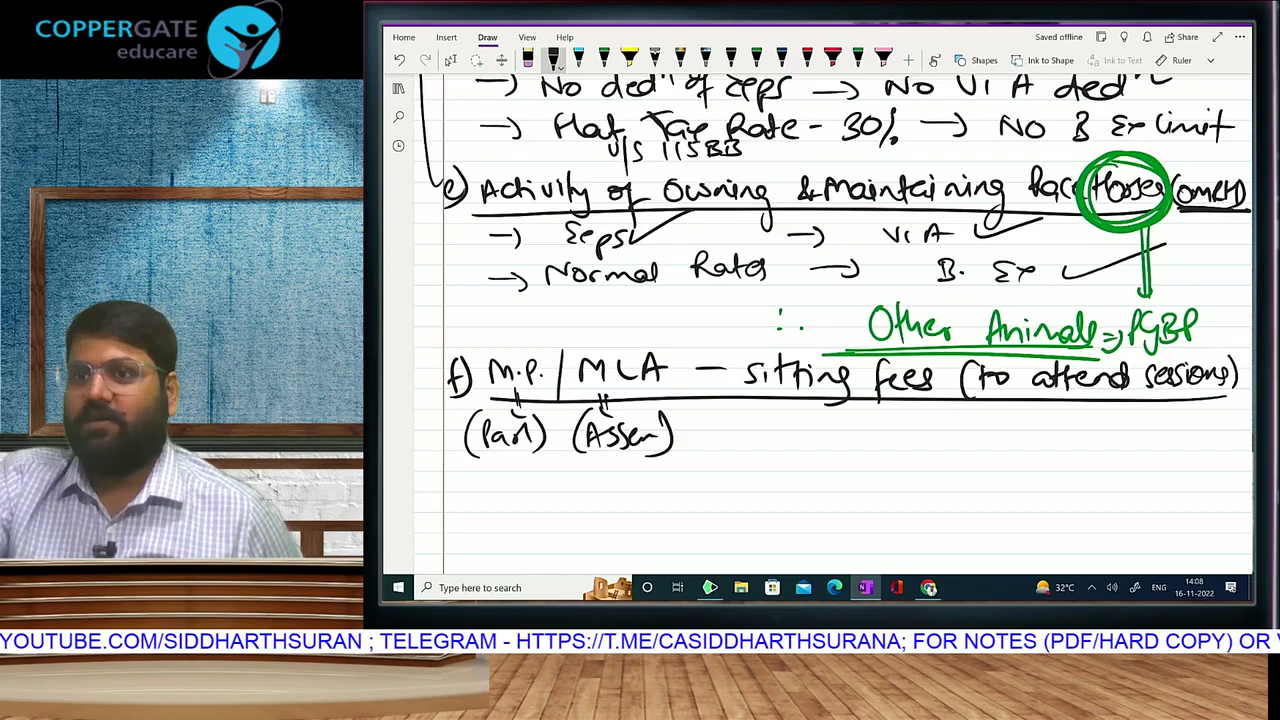 COPPERGATE
educare
Home Insert Draw View Help
Saved offline Share
Shapes Ink to Shape Ink to Text Ruler
→ No dedn of Exps → No VI A dedn
→ Flat Tax Rate - 30% → No B Ex limit
U/S 115BB
e) Activity of Owning & Maintaining Race Horses (OMRH)
→ Exps ✓ → VI A ✓
→ Normal Rates → B. Ex ✓
∴ Other Animals => PGBP
f) M.P. / MLA - sitting fees (to attend sessions)
(Parl) (Assem)
Type here to search
32°C ENG 14:08
16-11-2022
YOUTUBE.COM/SIDDHARTHSURAN ; TELEGRAM - HTTPS://T.ME/CASIDDHARTHSURANA; FOR NOTES (PDF/HARD COPY) OR